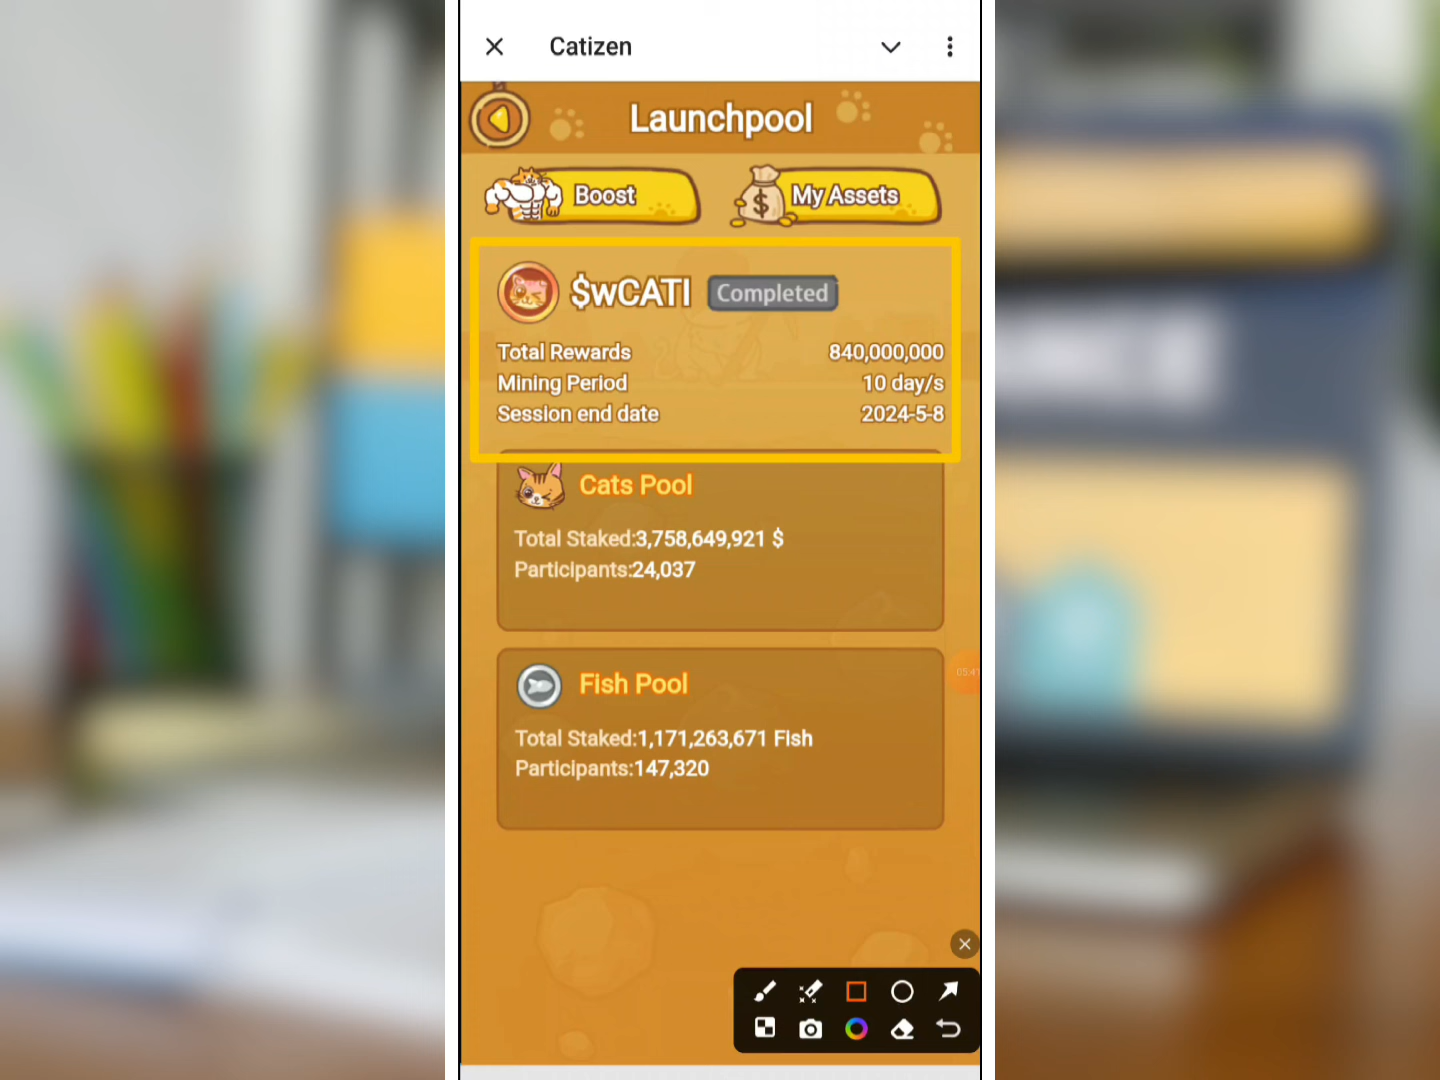 Catizen
Launchpool
Boost
My Assets
$wCATI Completed
Total Rewards 840,000,000
Mining Period 10 day/s
Session end date 2024-5-8
Cats Pool
Total Staked:3,758,649,921 $
Participants:24,037
Fish Pool
Total Staked:1,171,263,671 Fish
Participants:147,320
05:41